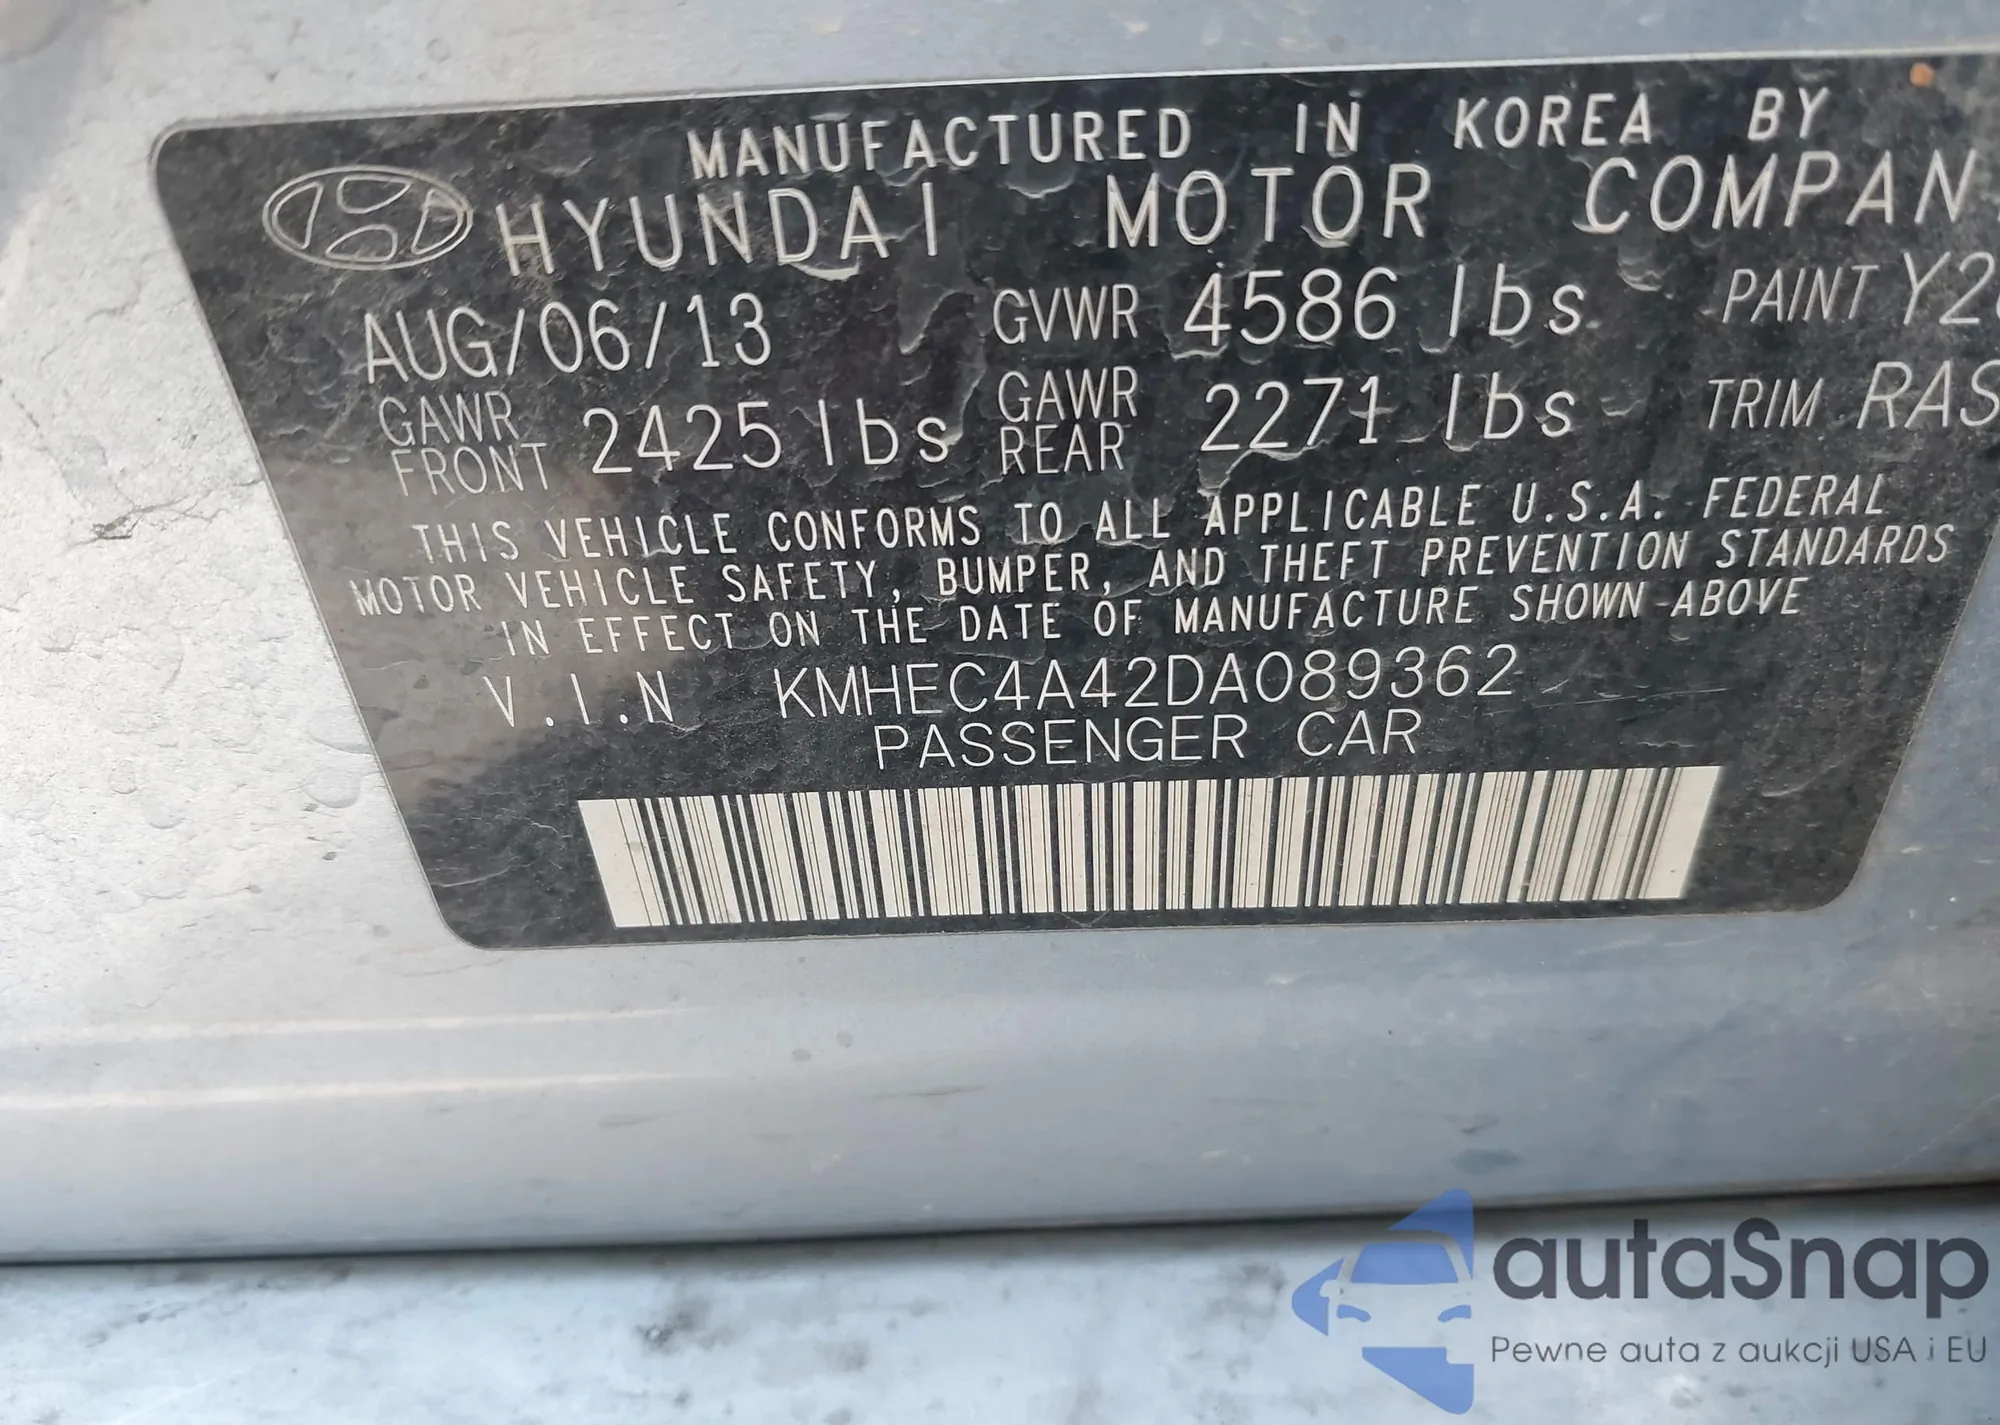 MANUFACTURED IN KOREA BY
HYUNDAI MOTOR COMPAN
AUG/06/13 GVWR 4586 lbs PAINT
GAWR FRONT 2425 lbs GAWR REAR 2271 lbs TRIM RAS
THIS VEHICLE CONFORMS TO ALL APPLICABLE U.S.A. FEDERAL
MOTOR VEHICLE SAFETY, BUMPER, AND THEFT PREVENTION STANDARDS
IN EFFECT ON THE DATE OF MANUFACTURE SHOWN ABOVE
V.I.N KMHEC4A42DA089362
PASSENGER CAR
autaSnap
Pewne auta z aukcji USA i EU